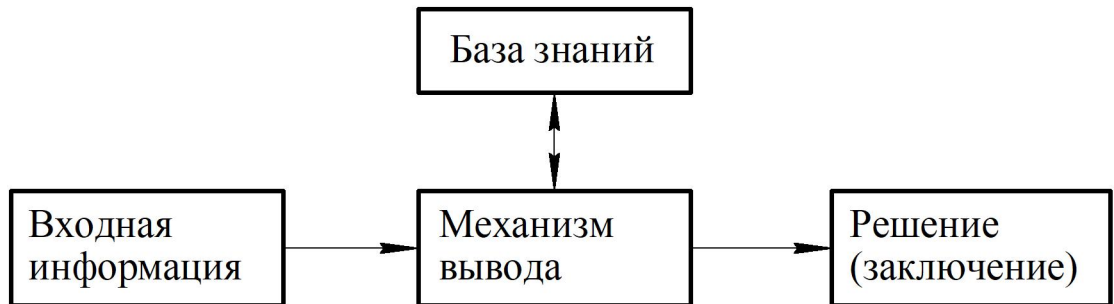 База знаний
Входная
информация
Механизм
вывода
Решение
(заключение)